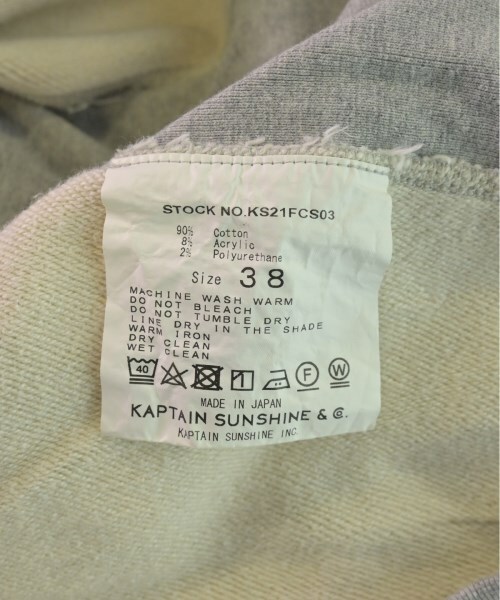 STOCK NO.KS21FCS03
90% Cotton
8% Acrylic
2% Polyurethane
Size 38
MACHINE WASH WARM
DO NOT BLEACH
DO NOT TUMBLE DRY
LINE DRY IN THE SHADE
WARM IRON
DRY CLEAN
WET CLEAN
40 F W
MADE IN JAPAN
KAPTAIN SUNSHINE & Co.
KAPTAIN SUNSHINE INC.